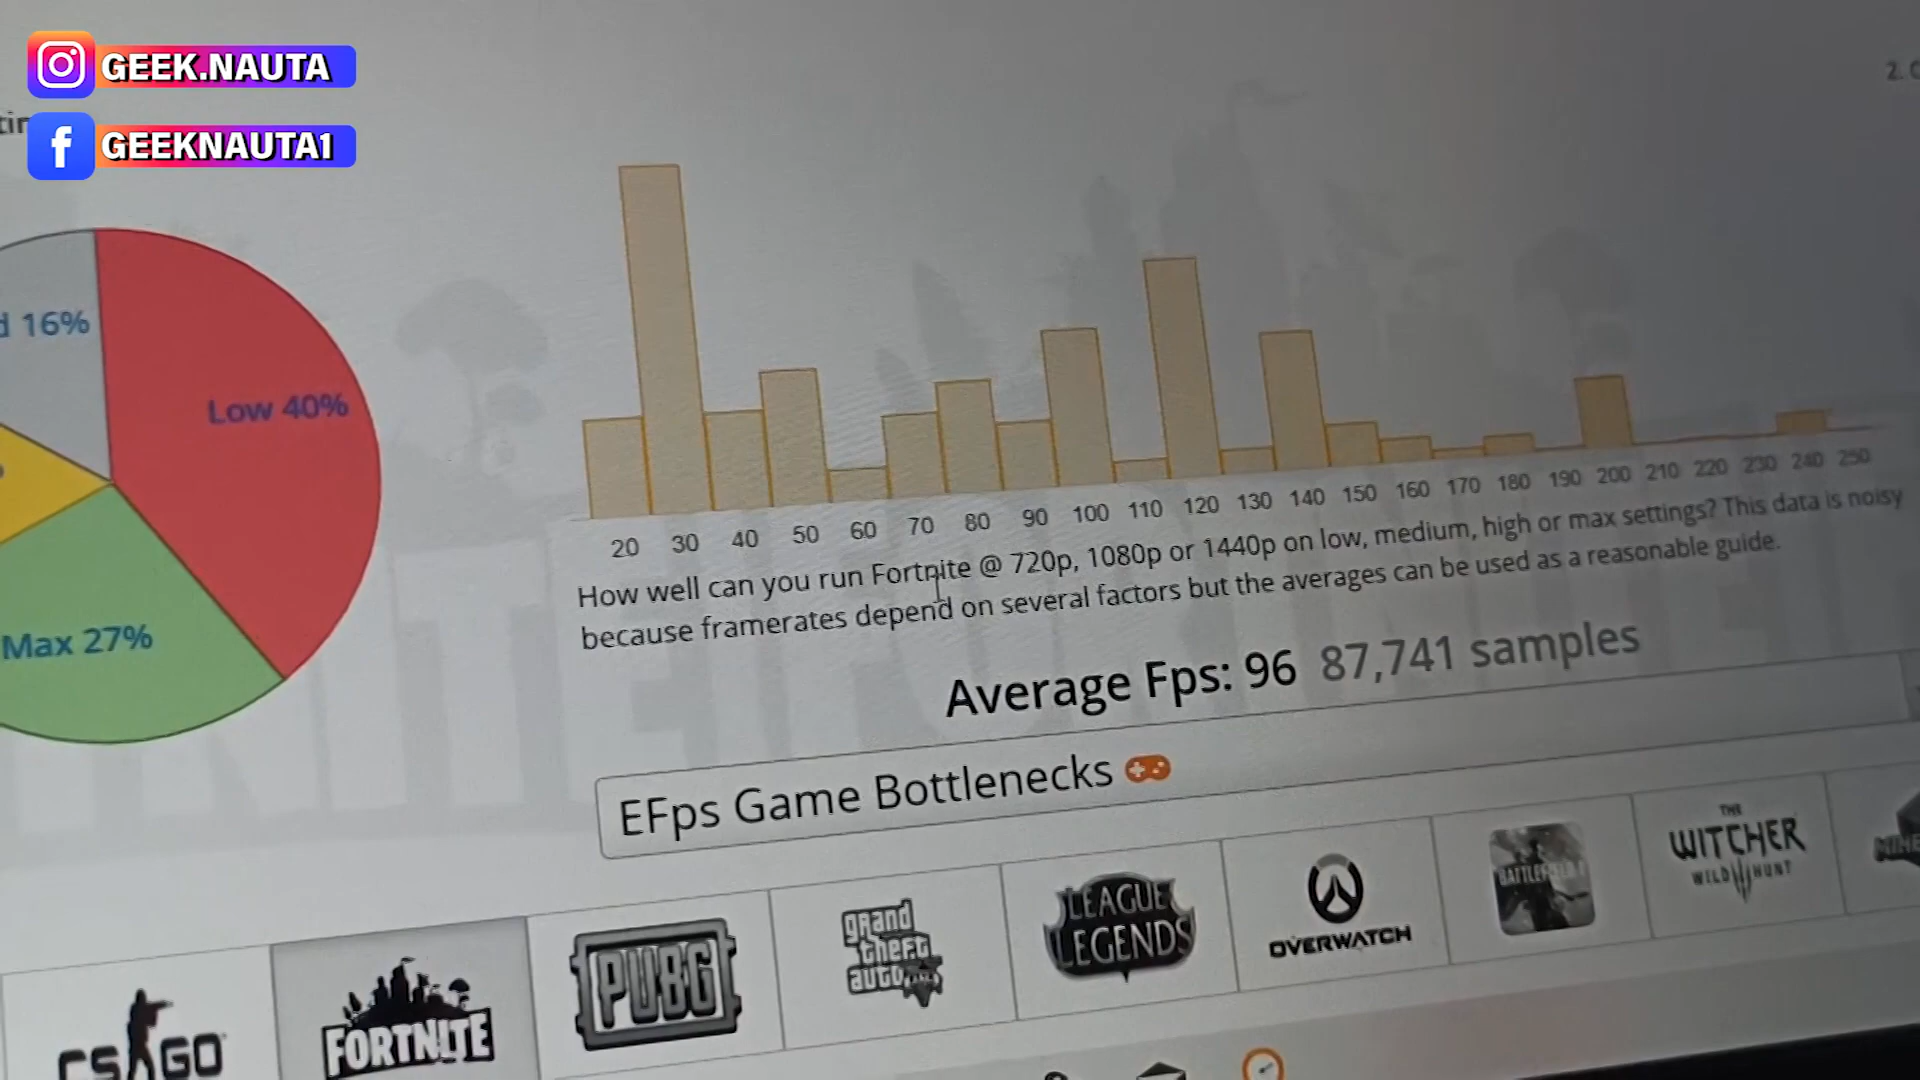 GEEK.NAUTA
GEEKNAUTA1
16%
Low 40%
Max 27%
20 30 40 50 60 70 80 90 100 110 120 130 140 150 160 170 180 190 200 210 220 230 240 250
How well can you run Fortnite @ 720p, 1080p or 1440p on low, medium, high or max settings? This data is noisy
because framerates depend on several factors but the averages can be used as a reasonable guide.
Average Fps: 96 87,741 samples
EFps Game Bottlenecks
CS GO
FORTNITE
PUBG
grand
theft
auto
LEAGUE
LEGENDS
OVERWATCH
THE
WITCHER
WILD HUNT